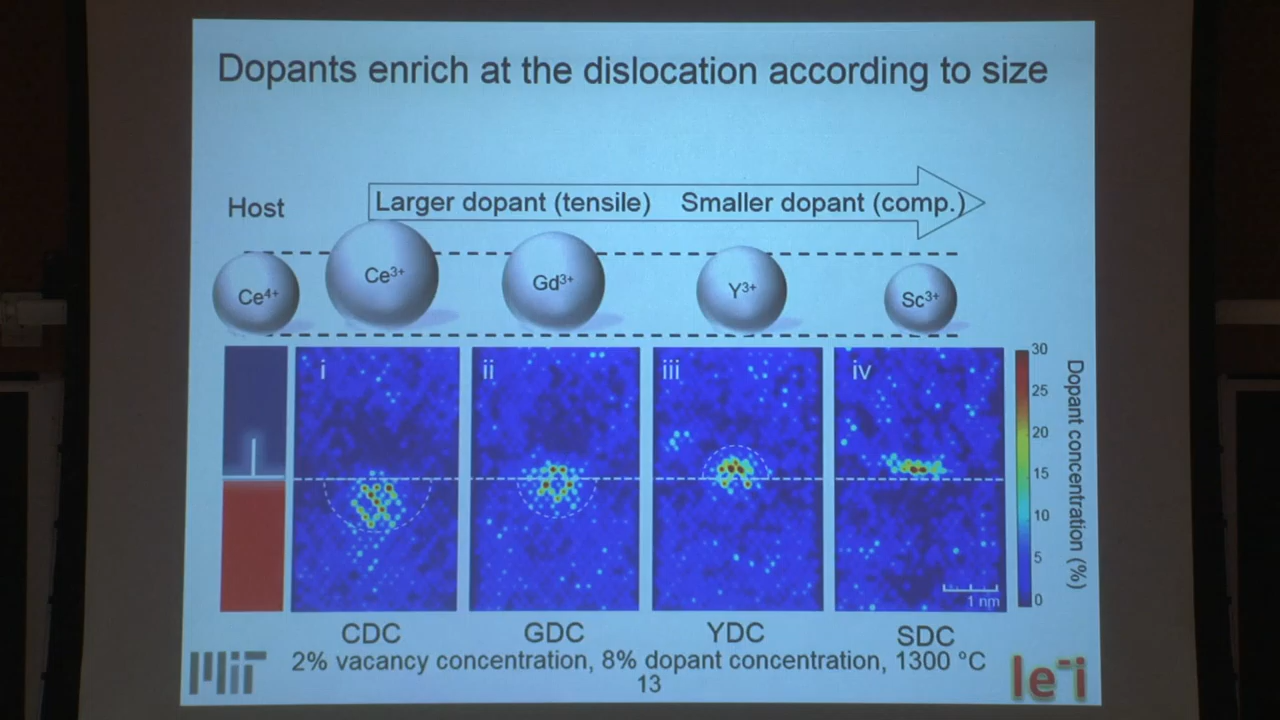 Dopants enrich at the dislocation according to size
Host
Larger dopant (tensile) Smaller dopant (comp.)
Ce4+ Ce3+ Gd3+ Y3+ Sc3+
i ii iii iv
30
25
20
15
10
5
0
Dopant concentration (%)
1 nm
CDC GDC YDC SDC
2% vacancy concentration, 8% dopant concentration, 1300 °C
13
MIT
le⁻i